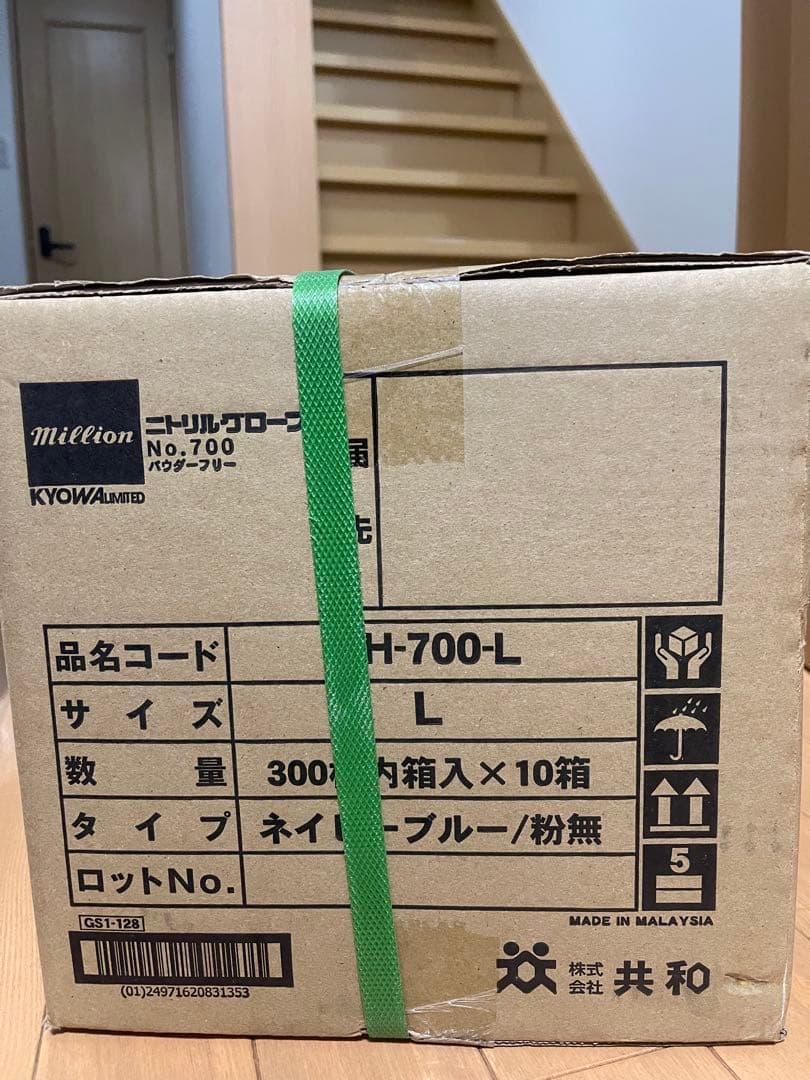 million
KYOWA LIMITED
ニトリルグローブ
No.700
パウダーフリー
届
先
品名コード H-700-L
サイズ L
数量 300枚内箱入×10箱
タイプ ネイビーブルー/粉無
ロットNo.
5
GS1-128
(01)24971620831353
MADE IN MALAYSIA
株式会社 共和